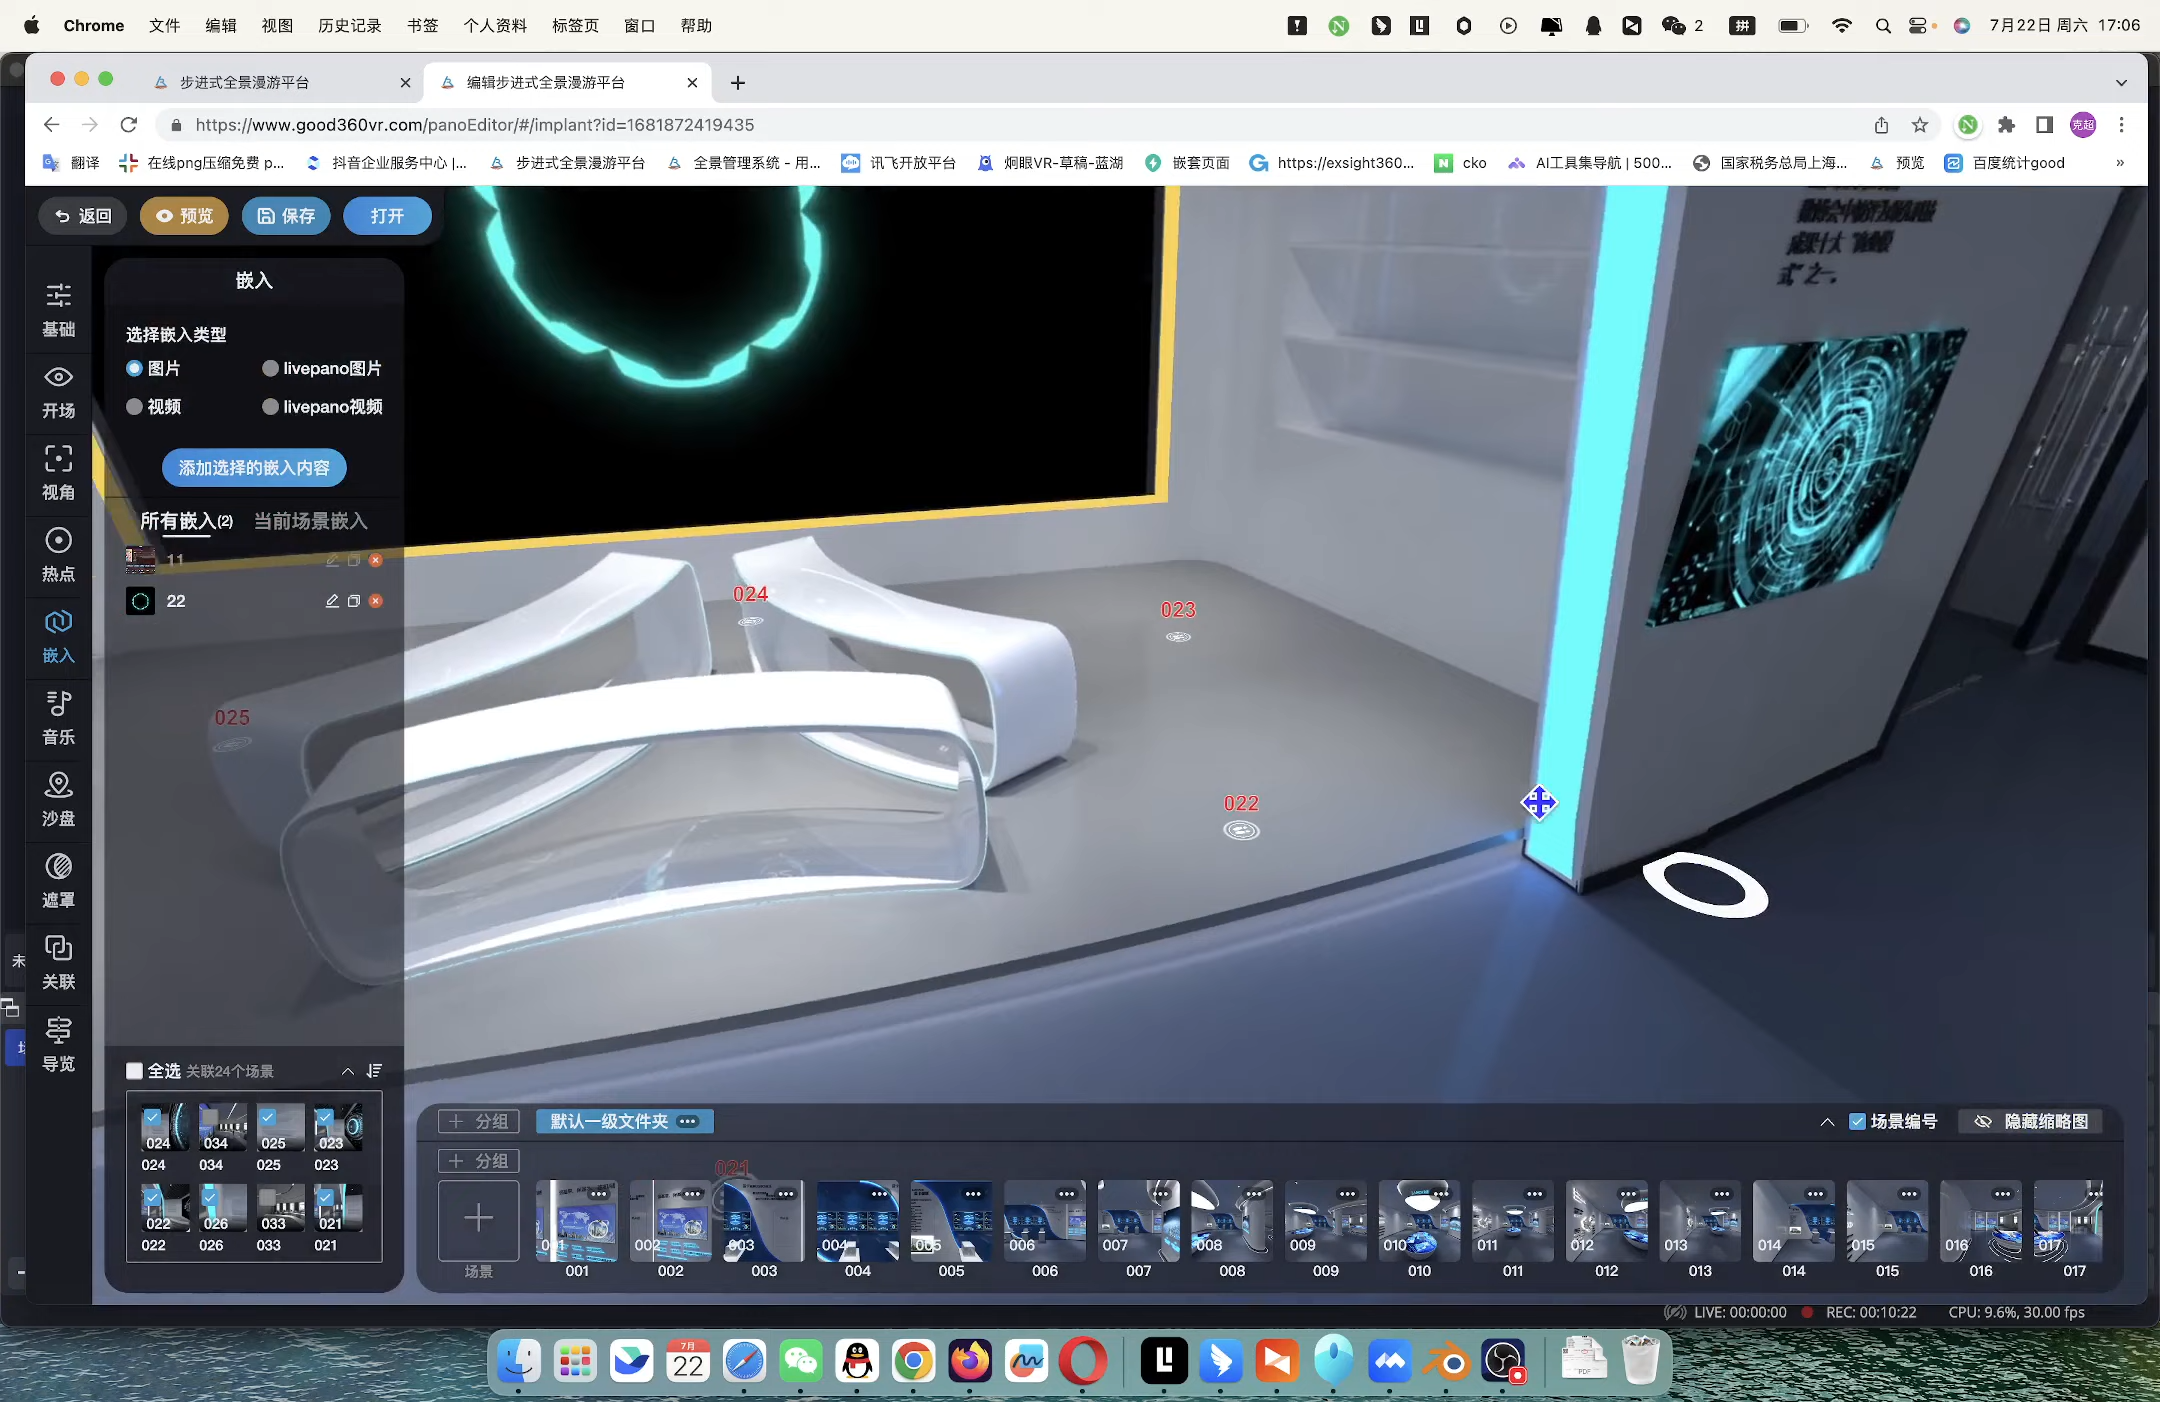 Chrome 文件 编辑 视图 历史记录 书签 个人资料 标签页 窗口 帮助
2 拼 7月22日 周六 17:06
步进式全景漫游平台 编辑步进式全景漫游平台
https://www.good360vr.com/panoEditor/#/implant?id=1681872419435
克超
翻译 在线png压缩免费 p... 抖音企业服务中心 |... 步进式全景漫游平台 全景管理系统 - 用... 讯飞开放平台 炯眼VR-草稿-蓝湖 嵌套页面 https://exsight360... cko AI工具集导航 | 500... 国家税务总局上海... 预览 百度统计good »
返回 预览 保存 打开
嵌入
选择嵌入类型
图片 livepano图片
视频 livepano视频
添加选择的嵌入内容
所有嵌入(2) 当前场景嵌入
11
22
基础
开场
视角
热点
嵌入
音乐
沙盘
遮罩
关联
导览
成果十大
式"之一。
024
023
025
022
021
全选 关联24个场景
024 034 025 023
024 034 025 023
022 026 033 021
022 026 033 021
分组 默认一级文件夹 场景编号 隐藏缩略图
分组
001 002 003 004 005 006 007 008 009 010 011 012 013 014 015 016 017
场景 001 002 003 004 005 006 007 008 009 010 011 012 013 014 015 016 017
LIVE: 00:00:00 REC: 00:10:22 CPU: 9.6%, 30.00 fps
7月
22
PDF